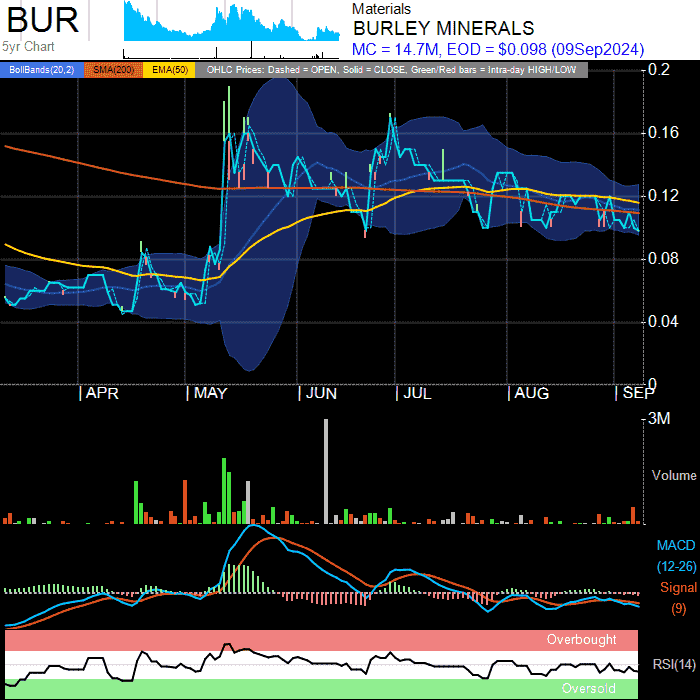 BUR
5yr Chart
Materials
BURLEY MINERALS
MC = 14.7M, EOD = $0.098 (09Sep2024)
BollBands(20,2) SMA(200) EMA(50) OHLC Prices: Dashed = OPEN, Solid = CLOSE, Green/Red bars = Intra-day HIGH/LOW
0.2
0.16
0.12
0.08
0.04
0
APR MAY JUN JUL AUG SEP
3M
Volume
MACD
(12-26)
Signal
(9)
Overbought
RSI(14)
Oversold